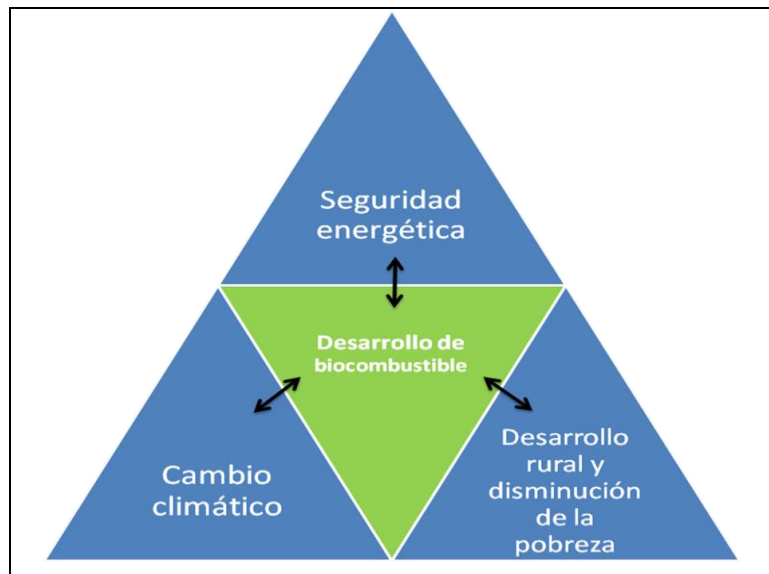 Seguridad
energética
Desarrollo de
biocombustible
Cambio
climático
Desarrollo
rural y
disminución
de la
pobreza